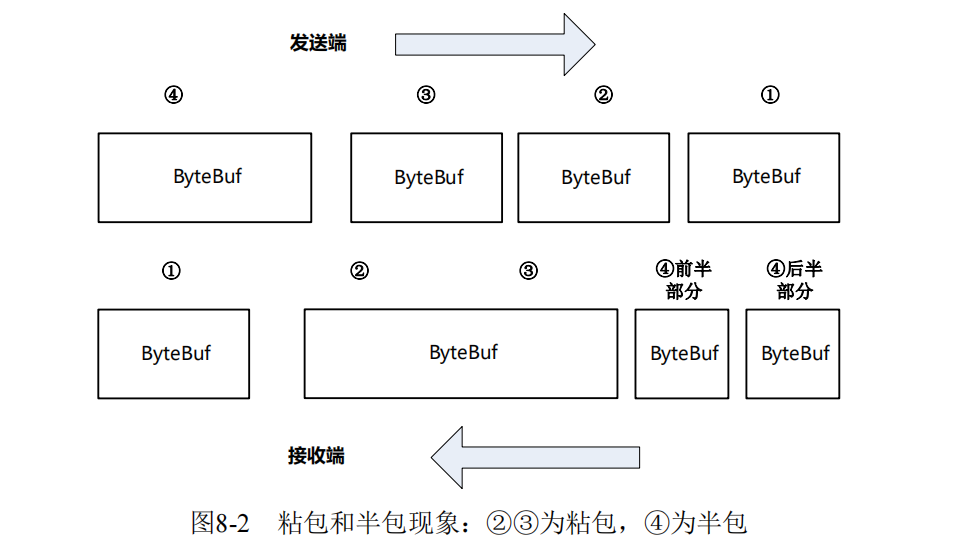 发送端
④ ③ ② ①
ByteBuf ByteBuf ByteBuf ByteBuf
① ② ③ ④前半部分 ④后半部分
ByteBuf ByteBuf ByteBuf ByteBuf
接收端
图8-2 粘包和半包现象：②③为粘包，④为半包